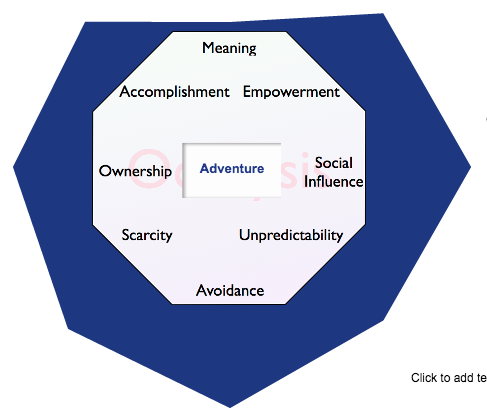 Meaning
Accomplishment Empowerment
Ownership Adventure Social
Influence
Scarcity Unpredictability
Avoidance
Click to add te